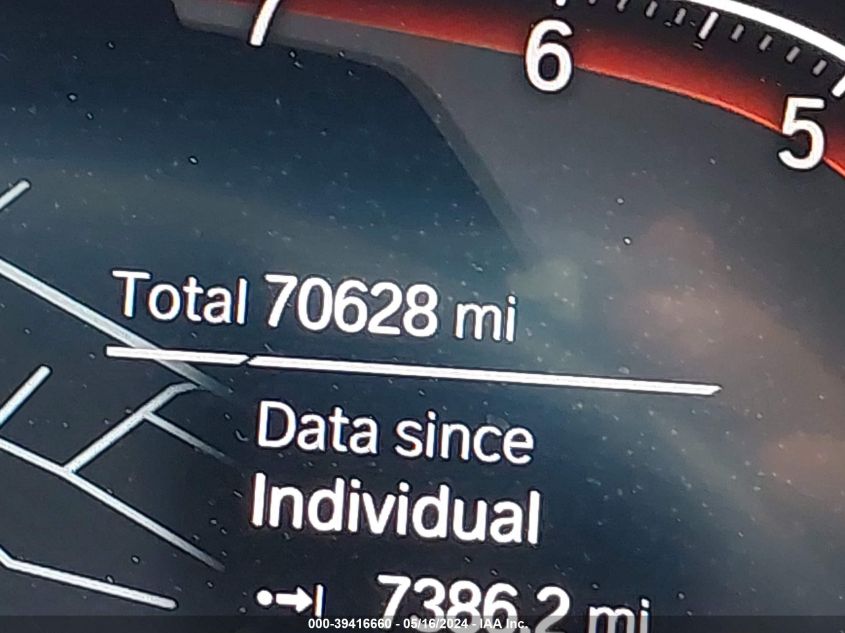 7
6
5
Total 70628 mi
Data since
Individual
7386.2 mi
000-39416660 - 05/16/2024 - IAA Inc.